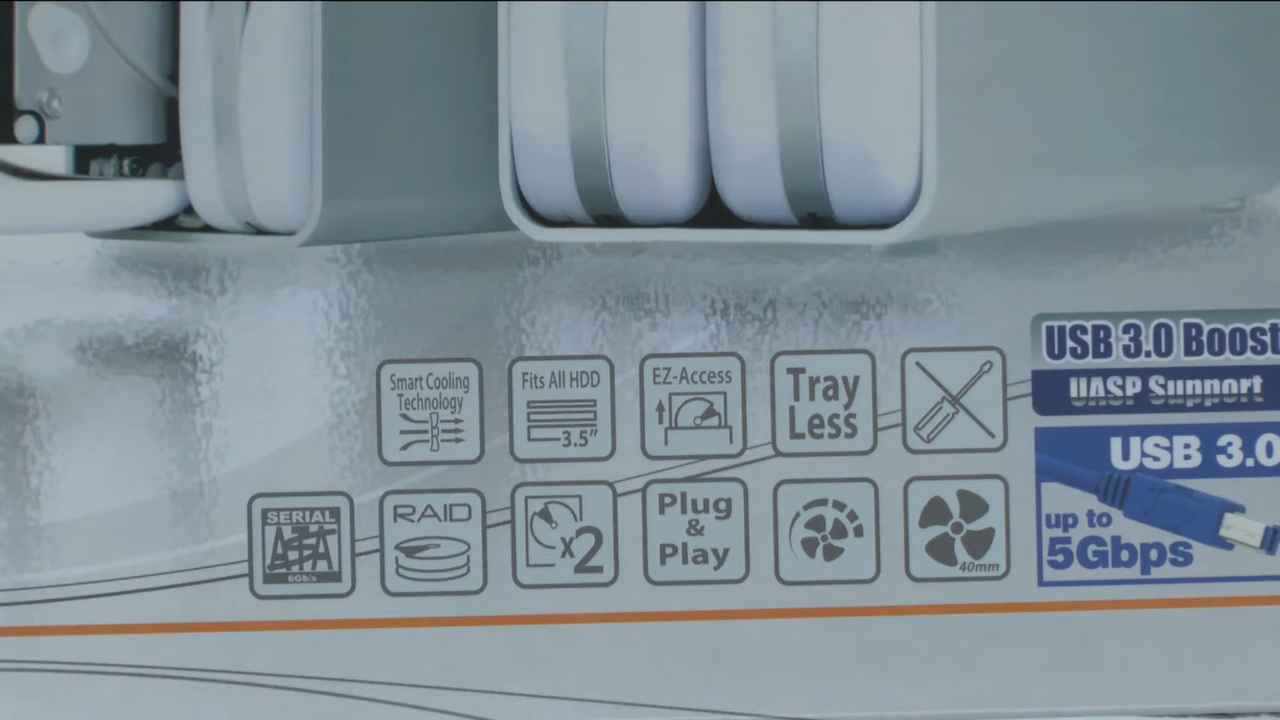 Smart Cooling
Technology
Fits All HDD
3.5"
EZ-Access
Tray
Less
USB 3.0 Boost
UASP Support
USB 3.0
up to
5Gbps
SERIAL
ATA
6Gb/s
RAID
x2
Plug
&
Play
40mm